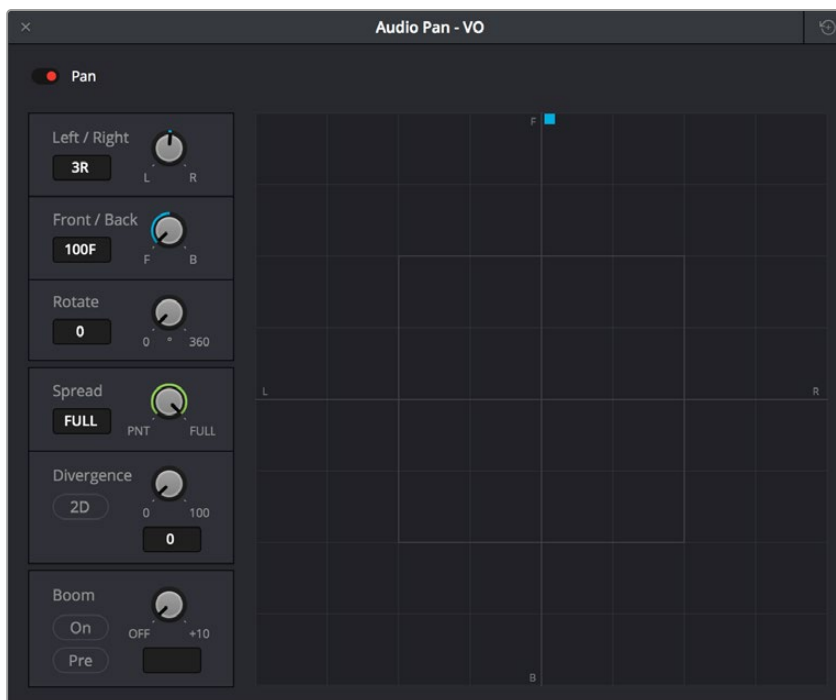 Audio Pan - VO
Pan
Left / Right
3R
L R
Front / Back
100F
F B
Rotate
0
0 ° 360
Spread
FULL
PNT FULL
Divergence
2D
0 100
0
Boom
On
OFF +10
Pre
F
L
R
B